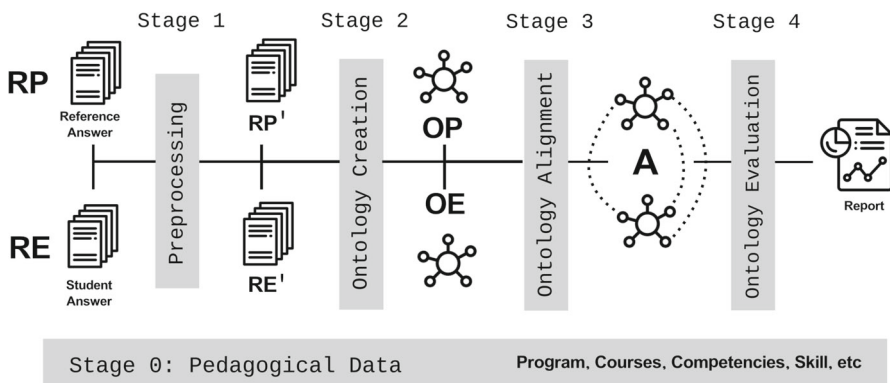 Stage 1
Stage 2
Stage 3
Stage 4
RP
Reference
Answer
RE
Student
Answer
Preprocessing
RP'
RE'
Ontology Creation
OP
OE
Ontology Alignment
A
Ontology Evaluation
Report
Stage 0: Pedagogical Data
Program, Courses, Competencies, Skill, etc